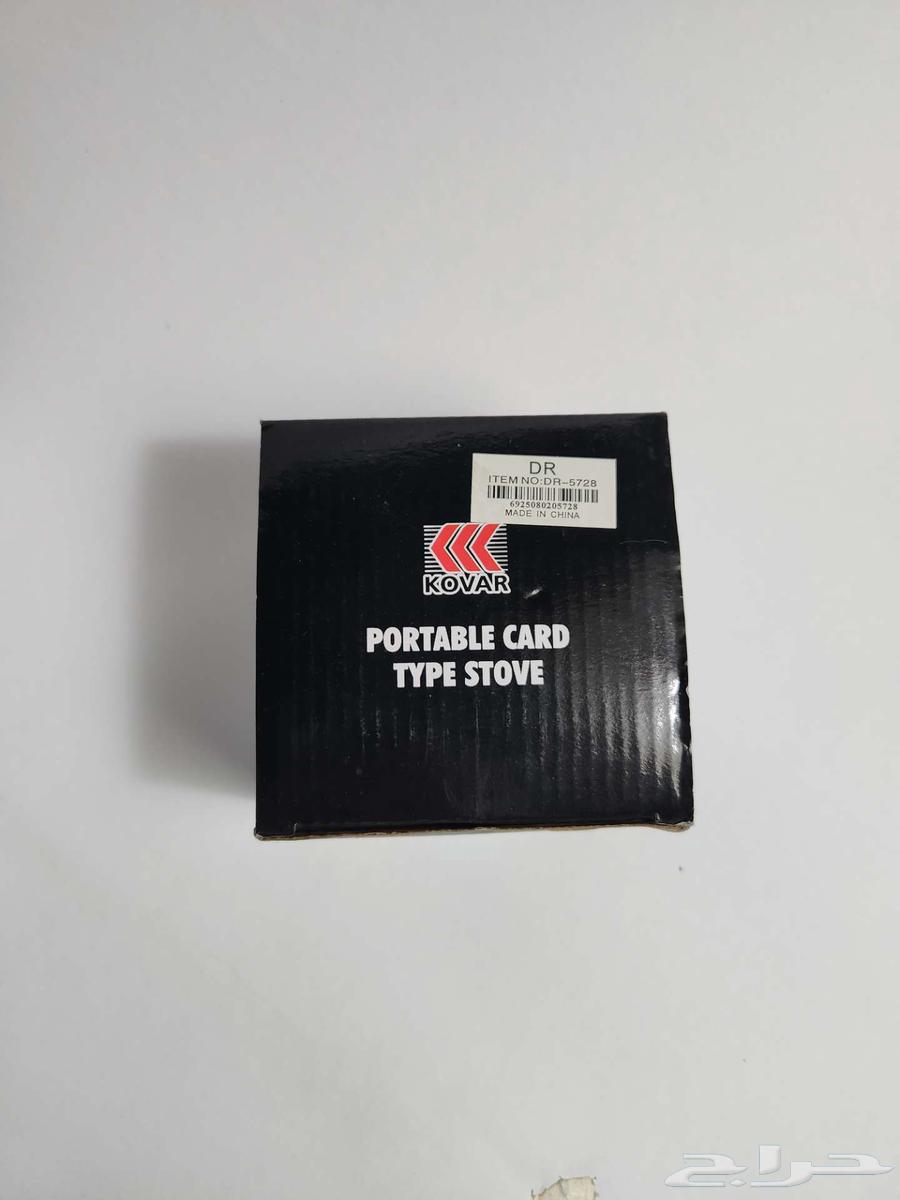 DR
ITEM NO:DR-5728
6925080205728
MADE IN CHINA
KOVAR
PORTABLE CARD
TYPE STOVE
حراج